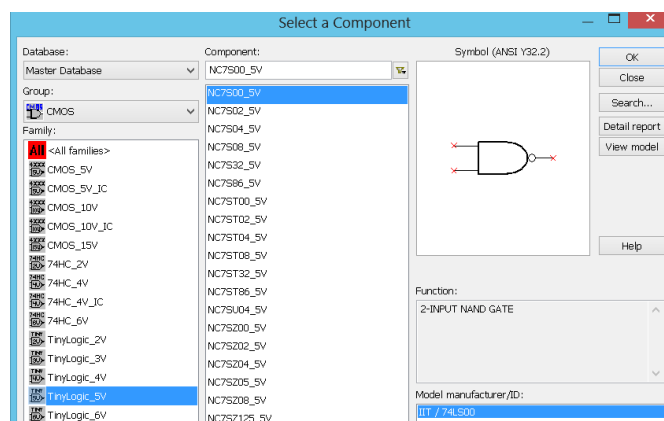 Select a Component
Database:
Master Database
Group:
CMOS
Family:
All <All families>
CMOS_5V
CMOS_5V_IC
CMOS_10V
CMOS_10V_IC
CMOS_15V
74HC_2V
74HC_4V
74HC_4V_IC
74HC_6V
TinyLogic_2V
TinyLogic_3V
TinyLogic_4V
TinyLogic_5V
TinyLogic_6V
Component:
NC7S00_5V
NC7S00_5V
NC7S02_5V
NC7S04_5V
NC7S08_5V
NC7S32_5V
NC7S86_5V
NC7ST00_5V
NC7ST02_5V
NC7ST04_5V
NC7ST08_5V
NC7ST32_5V
NC7ST86_5V
NC7SU04_5V
NC7SZ00_5V
NC7SZ02_5V
NC7SZ04_5V
NC7SZ05_5V
NC7SZ08_5V
NC7SZ125_5V
Symbol (ANSI Y32.2)
Function:
2-INPUT NAND GATE
Model manufacturer/ID:
IIT / 74LS00
OK
Close
Search...
Detail report
View model
Help